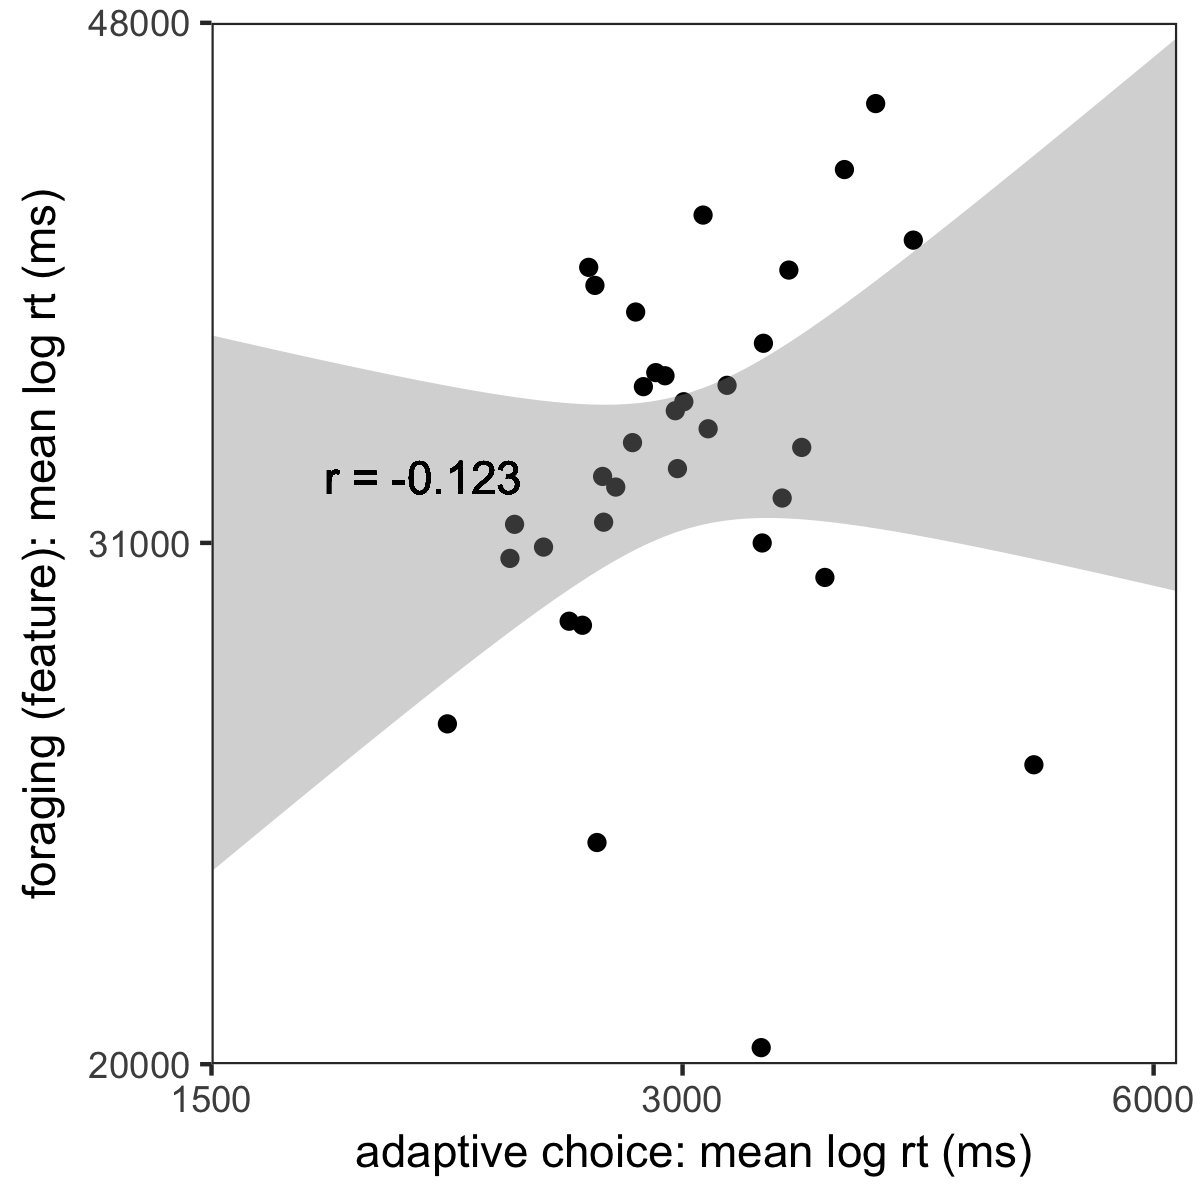 48000
31000
20000
1500
3000
6000
foraging (feature): mean log rt (ms)
r = -0.123
adaptive choice: mean log rt (ms)